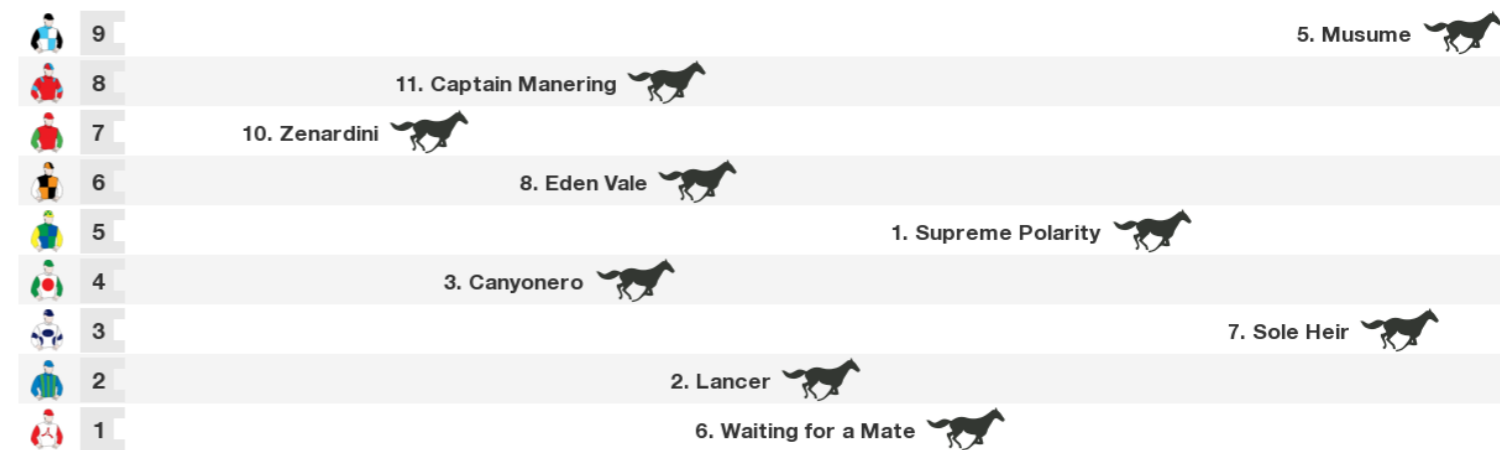 9 5. Musume
8 11. Captain Manering
7 10. Zenardini
6 8. Eden Vale
5 1. Supreme Polarity
4 3. Canyonero
3 7. Sole Heir
2 2. Lancer
1 6. Waiting for a Mate